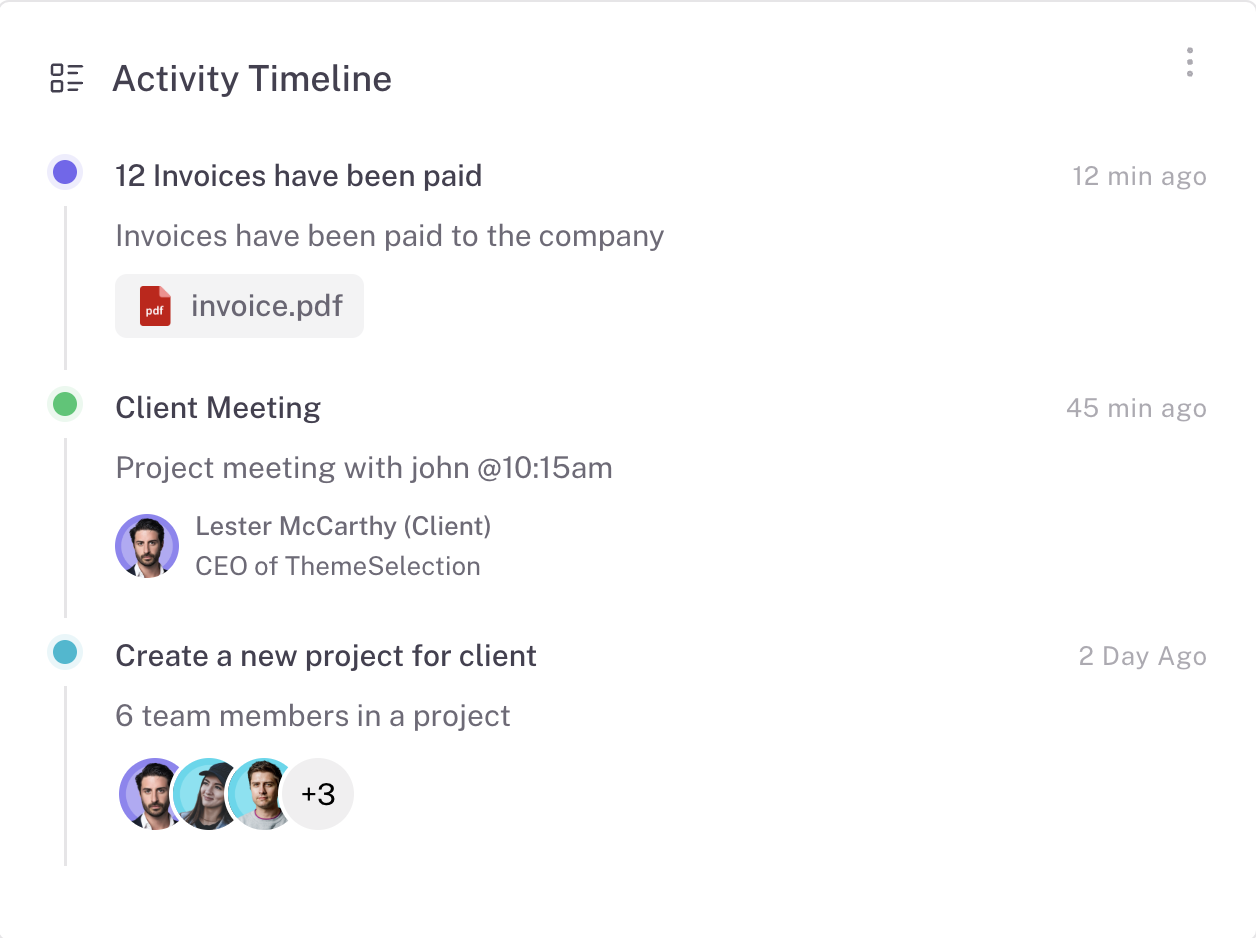 Activity Timeline
12 Invoices have been paid 12 min ago
Invoices have been paid to the company
pdf invoice.pdf
Client Meeting 45 min ago
Project meeting with john @10:15am
Lester McCarthy (Client)
CEO of ThemeSelection
Create a new project for client 2 Day Ago
6 team members in a project
+3